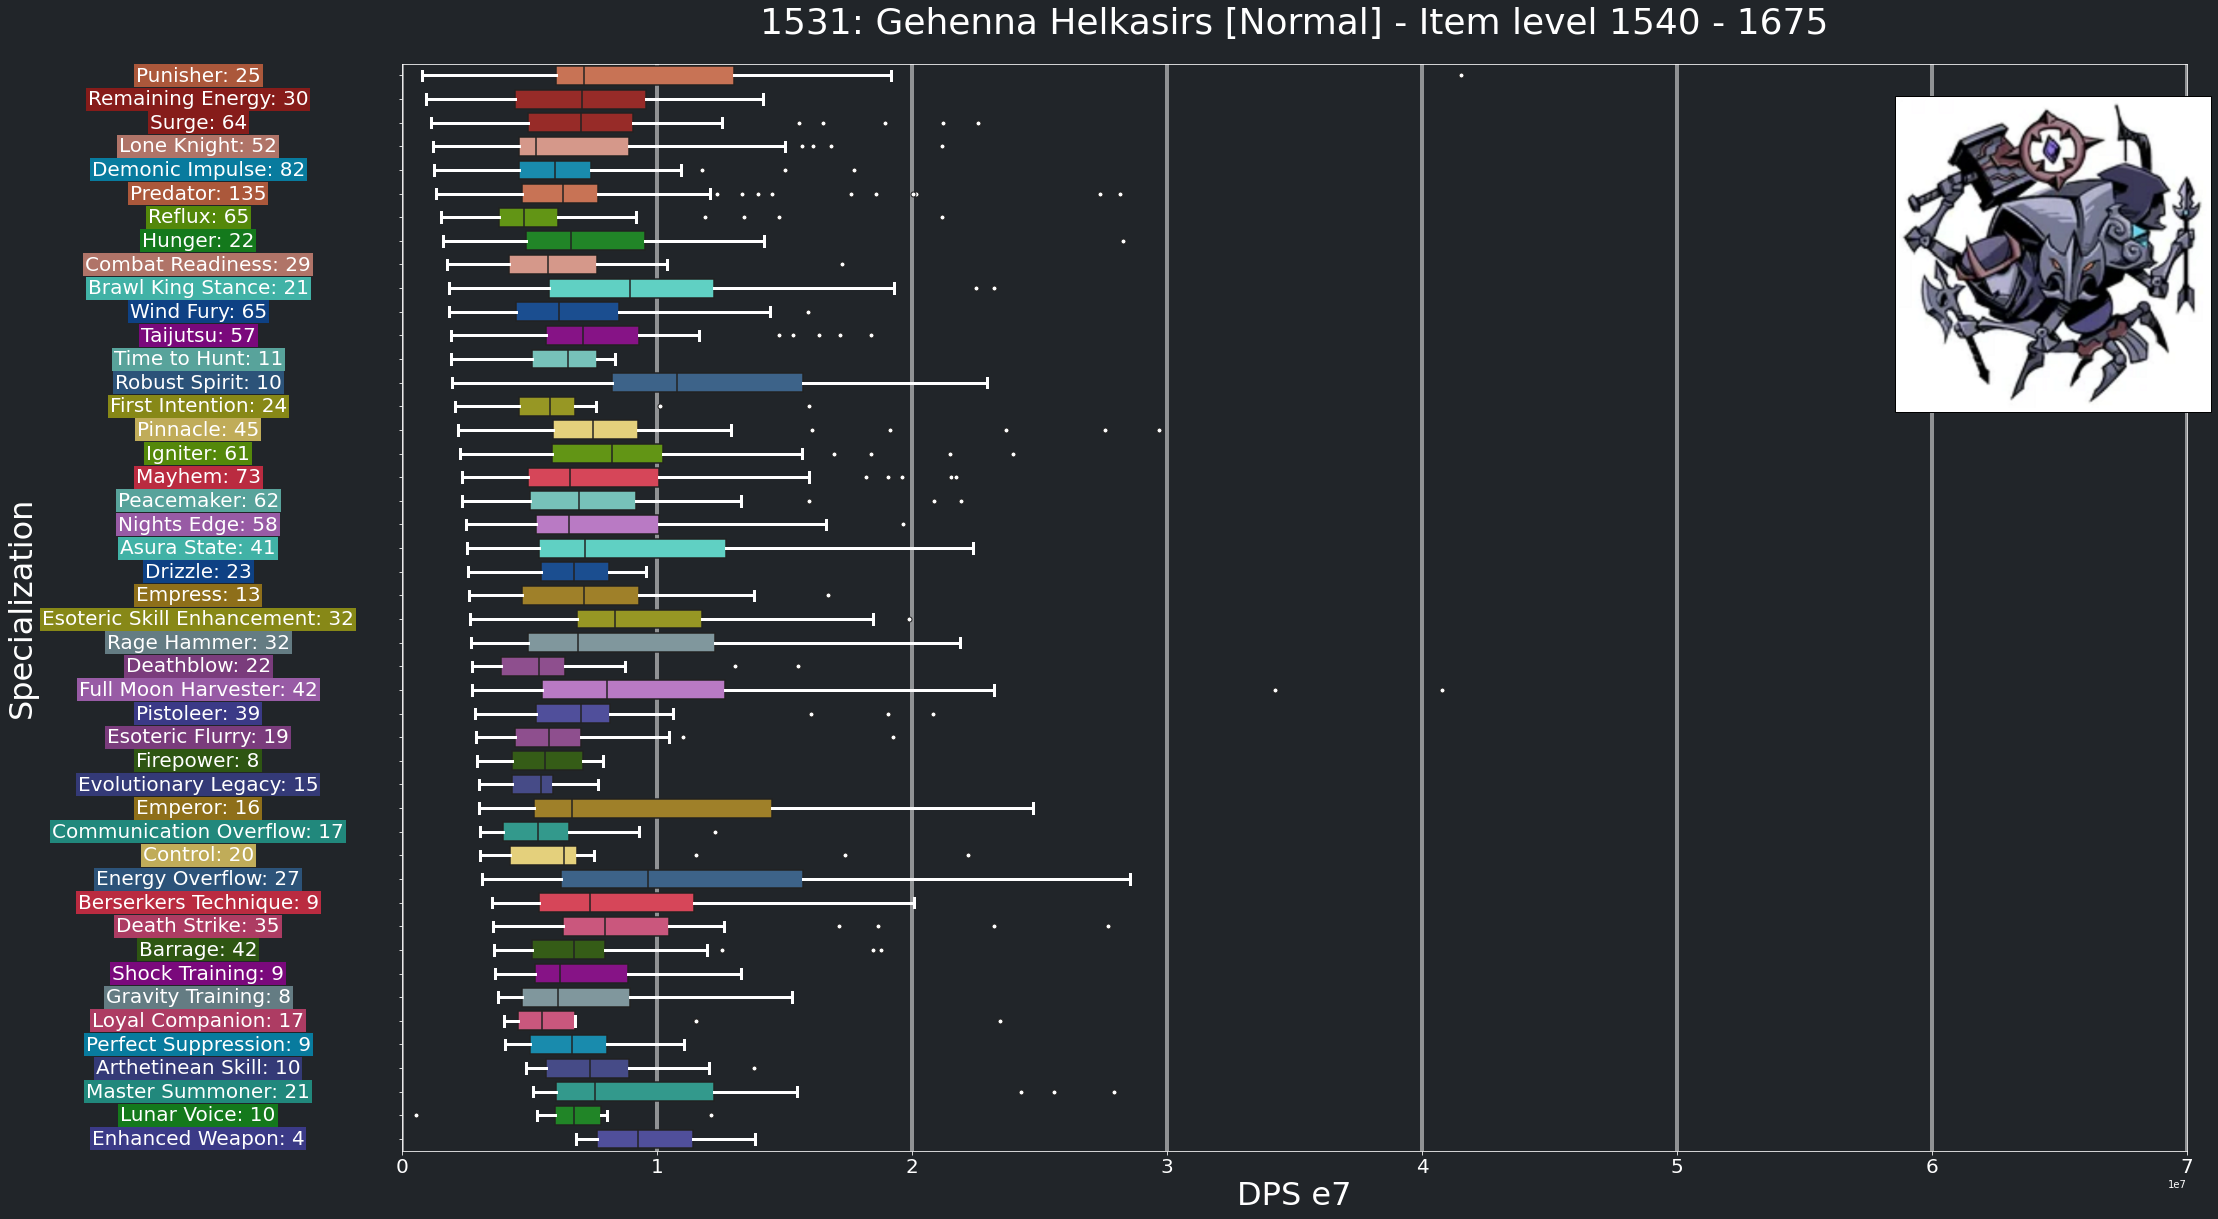 1531: Gehenna Helkasirs [Normal] - Item level 1540 - 1675
Specialization
Punisher: 25
Remaining Energy: 30
Surge: 64
Lone Knight: 52
Demonic Impulse: 82
Predator: 135
Reflux: 65
Hunger: 22
Combat Readiness: 29
Brawl King Stance: 21
Wind Fury: 65
Taijutsu: 57
Time to Hunt: 11
Robust Spirit: 10
First Intention: 24
Pinnacle: 45
Igniter: 61
Mayhem: 73
Peacemaker: 62
Nights Edge: 58
Asura State: 41
Drizzle: 23
Empress: 13
Esoteric Skill Enhancement: 32
Rage Hammer: 32
Deathblow: 22
Full Moon Harvester: 42
Pistoleer: 39
Esoteric Flurry: 19
Firepower: 8
Evolutionary Legacy: 15
Emperor: 16
Communication Overflow: 17
Control: 20
Energy Overflow: 27
Berserkers Technique: 9
Death Strike: 35
Barrage: 42
Shock Training: 9
Gravity Training: 8
Loyal Companion: 17
Perfect Suppression: 9
Arthetinean Skill: 10
Master Summoner: 21
Lunar Voice: 10
Enhanced Weapon: 4
0 1 2 3 4 5 6 7
1e7
DPS e7